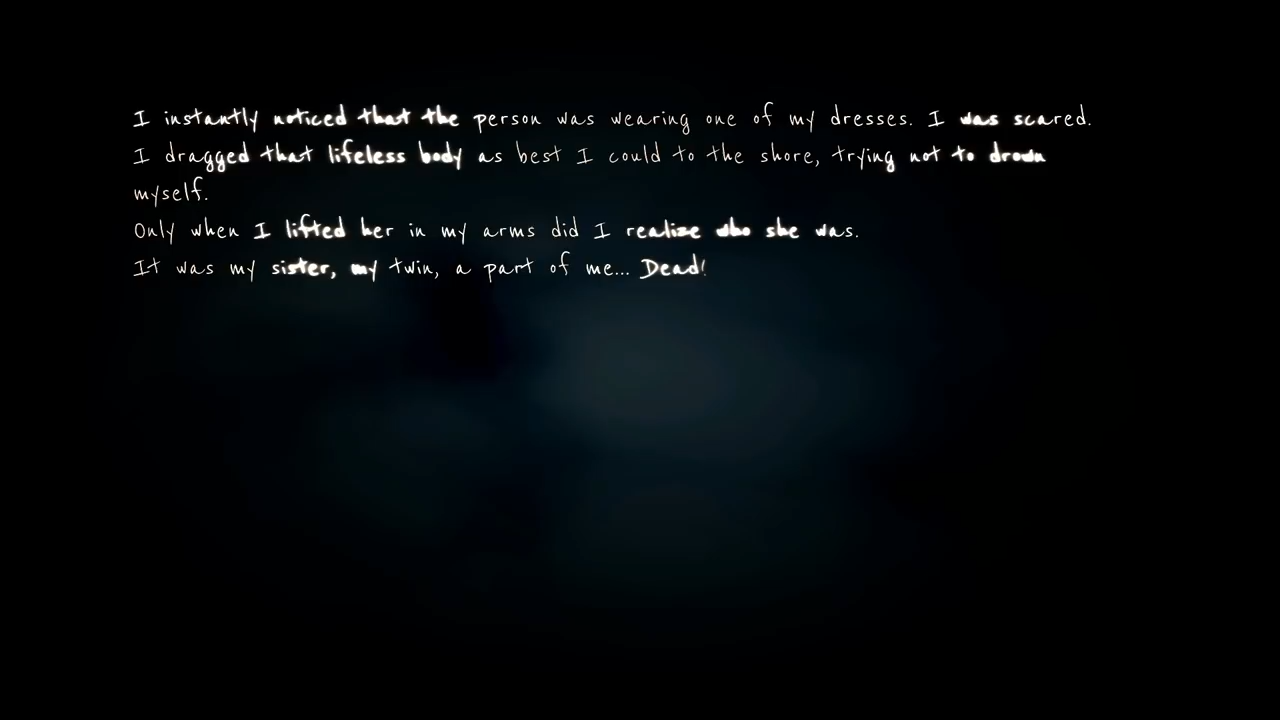 I instantly noticed that the person was wearing one of my dresses. I was scared.
I dragged that lifeless body as best I could to the shore, trying not to drown
myself.
Only when I lifted her in my arms did I realize who she was.
It was my sister, my twin, a part of me... Dead!